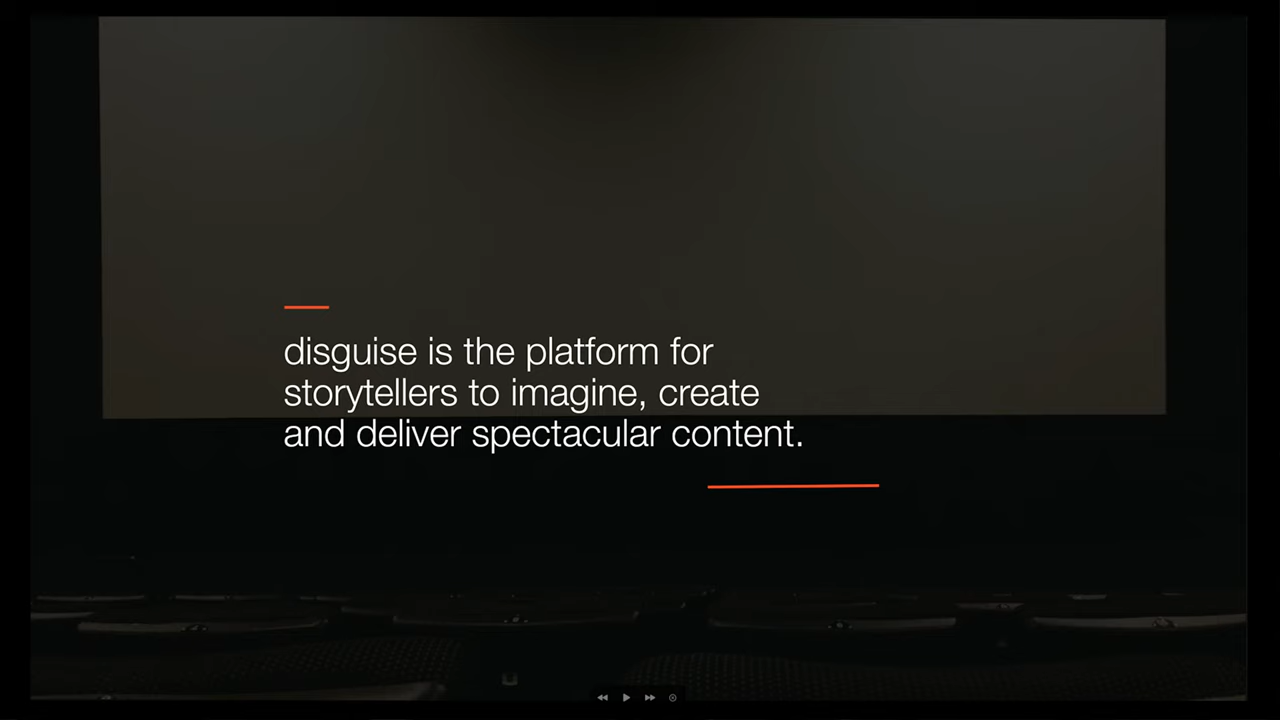 disguise is the platform for
storytellers to imagine, create
and deliver spectacular content.